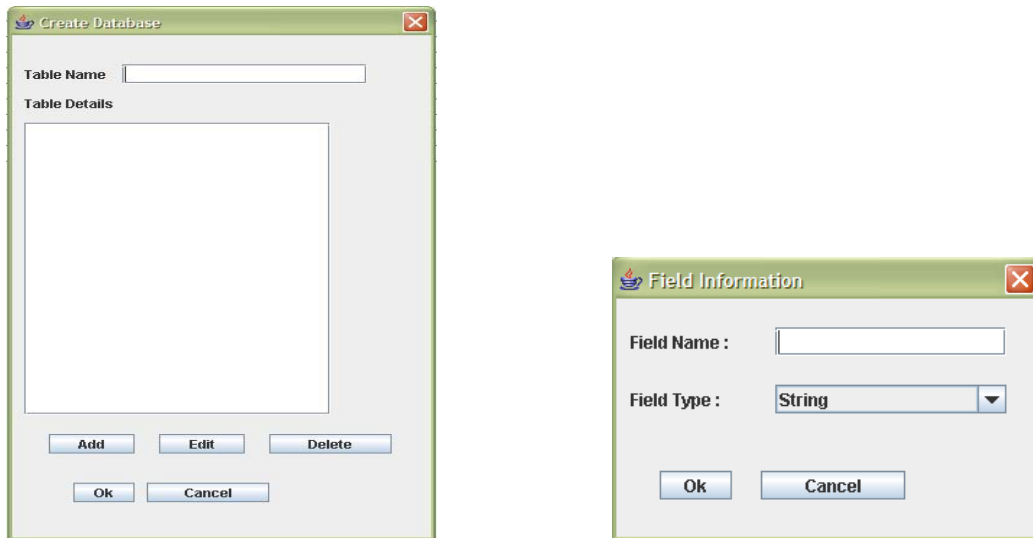 Create Database
Table Name
Table Details
Add Edit Delete
Ok Cancel
Field Information
Field Name :
Field Type : String
Ok Cancel